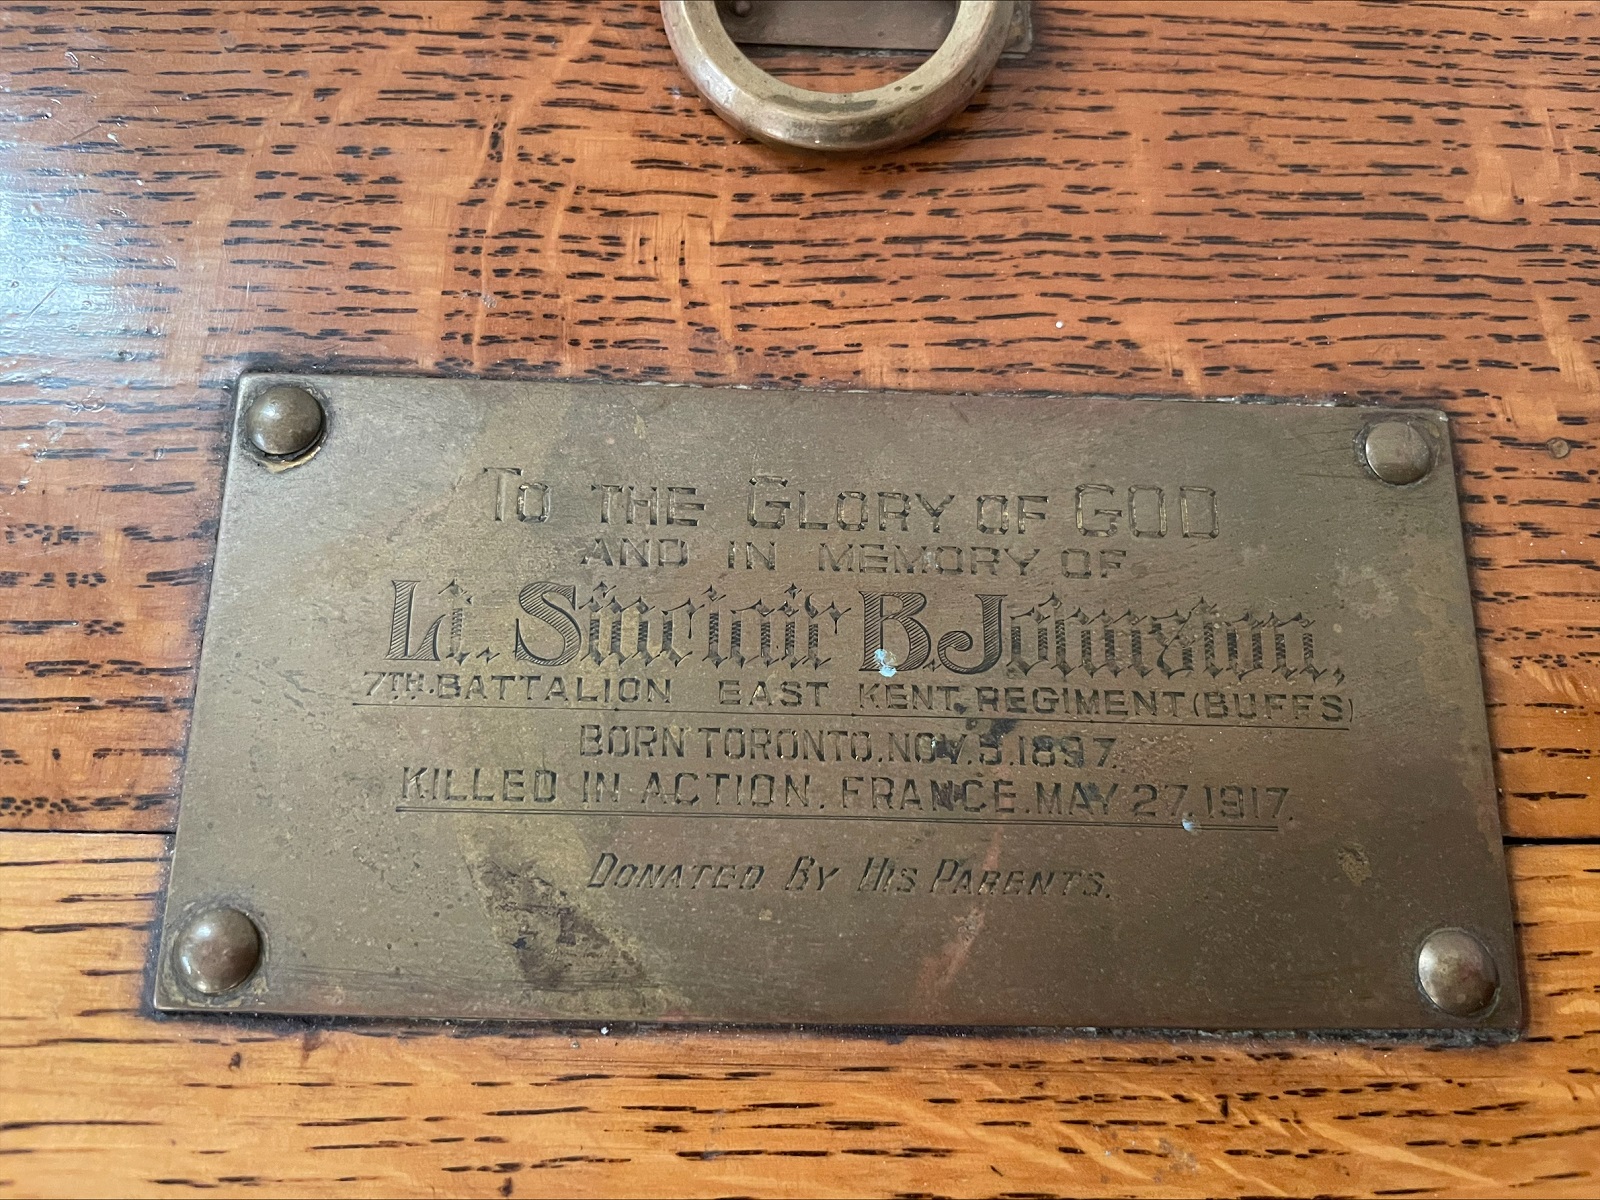 To THE GLORY OF GOD
AND IN MEMORY OF
Lt. Sinclair B. Johnston,
7TH. BATTALION EAST KENT. REGIMENT (BUFFS)
BORN TORONTO. NOV. 3. 1897.
KILLED IN ACTION. FRANCE. MAY 27. 1917.
DONATED BY HIS PARENTS.